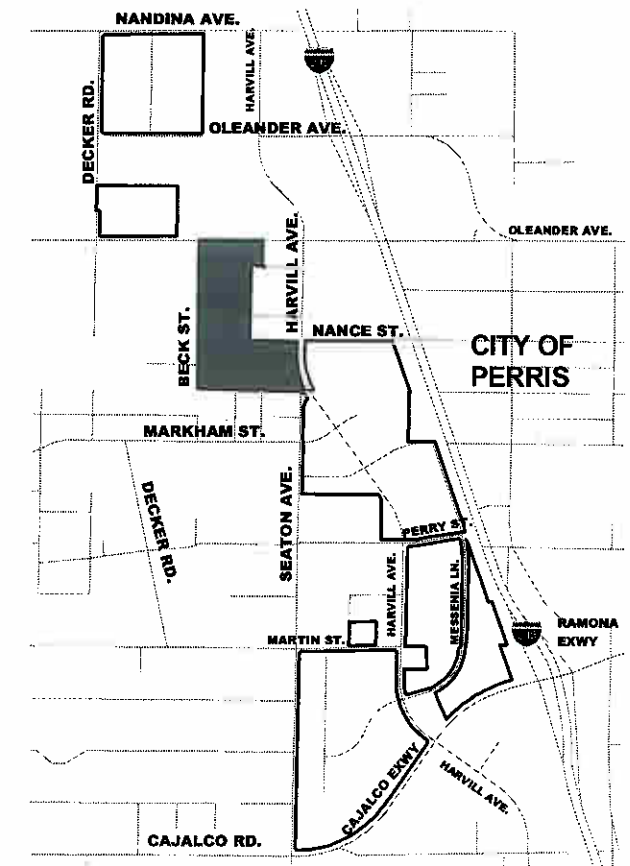 NANDINA AVE.
HARVILL AVE.
DECKER RD.
OLEANDER AVE.
OLEANDER AVE.
HARVILL AVE.
BECK ST.
NANCE ST.
CITY OF
PERRIS
MARKHAM ST.
DECKER RD.
SEATON AVE.
PERRY S
HARVILL AVE.
MESSENIA LN.
MARTIN ST.
RAMONA
EXWY
CAJALCO EXWY
HARVILL AVE.
CAJALCO RD.